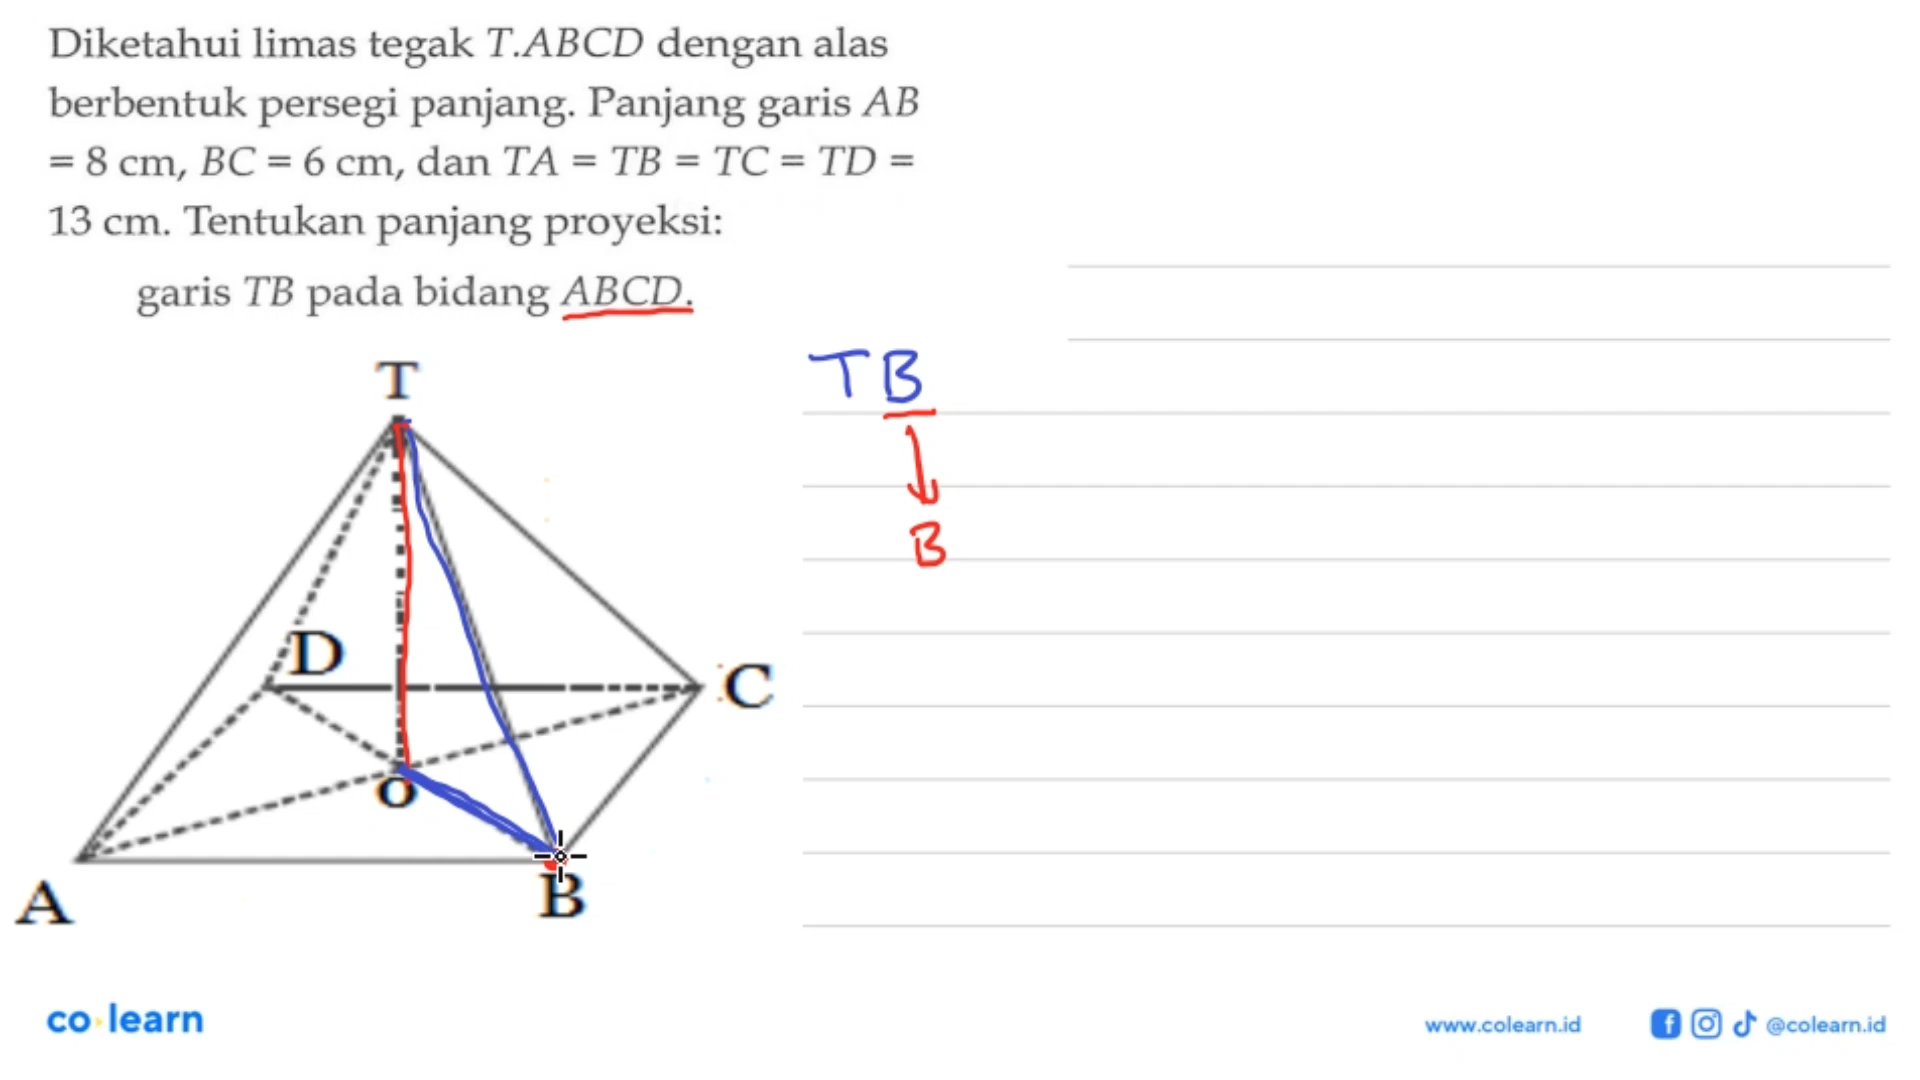 Diketahui limas tegak T.ABCD dengan alas
berbentuk persegi panjang. Panjang garis AB
= 8 cm, BC = 6 cm, dan TA = TB = TC = TD =
13 cm. Tentukan panjang proyeksi:
garis TB pada bidang ABCD.
T
TB
B
D
C
O
B
A
co learn
www.colearn.id
@colearn.id